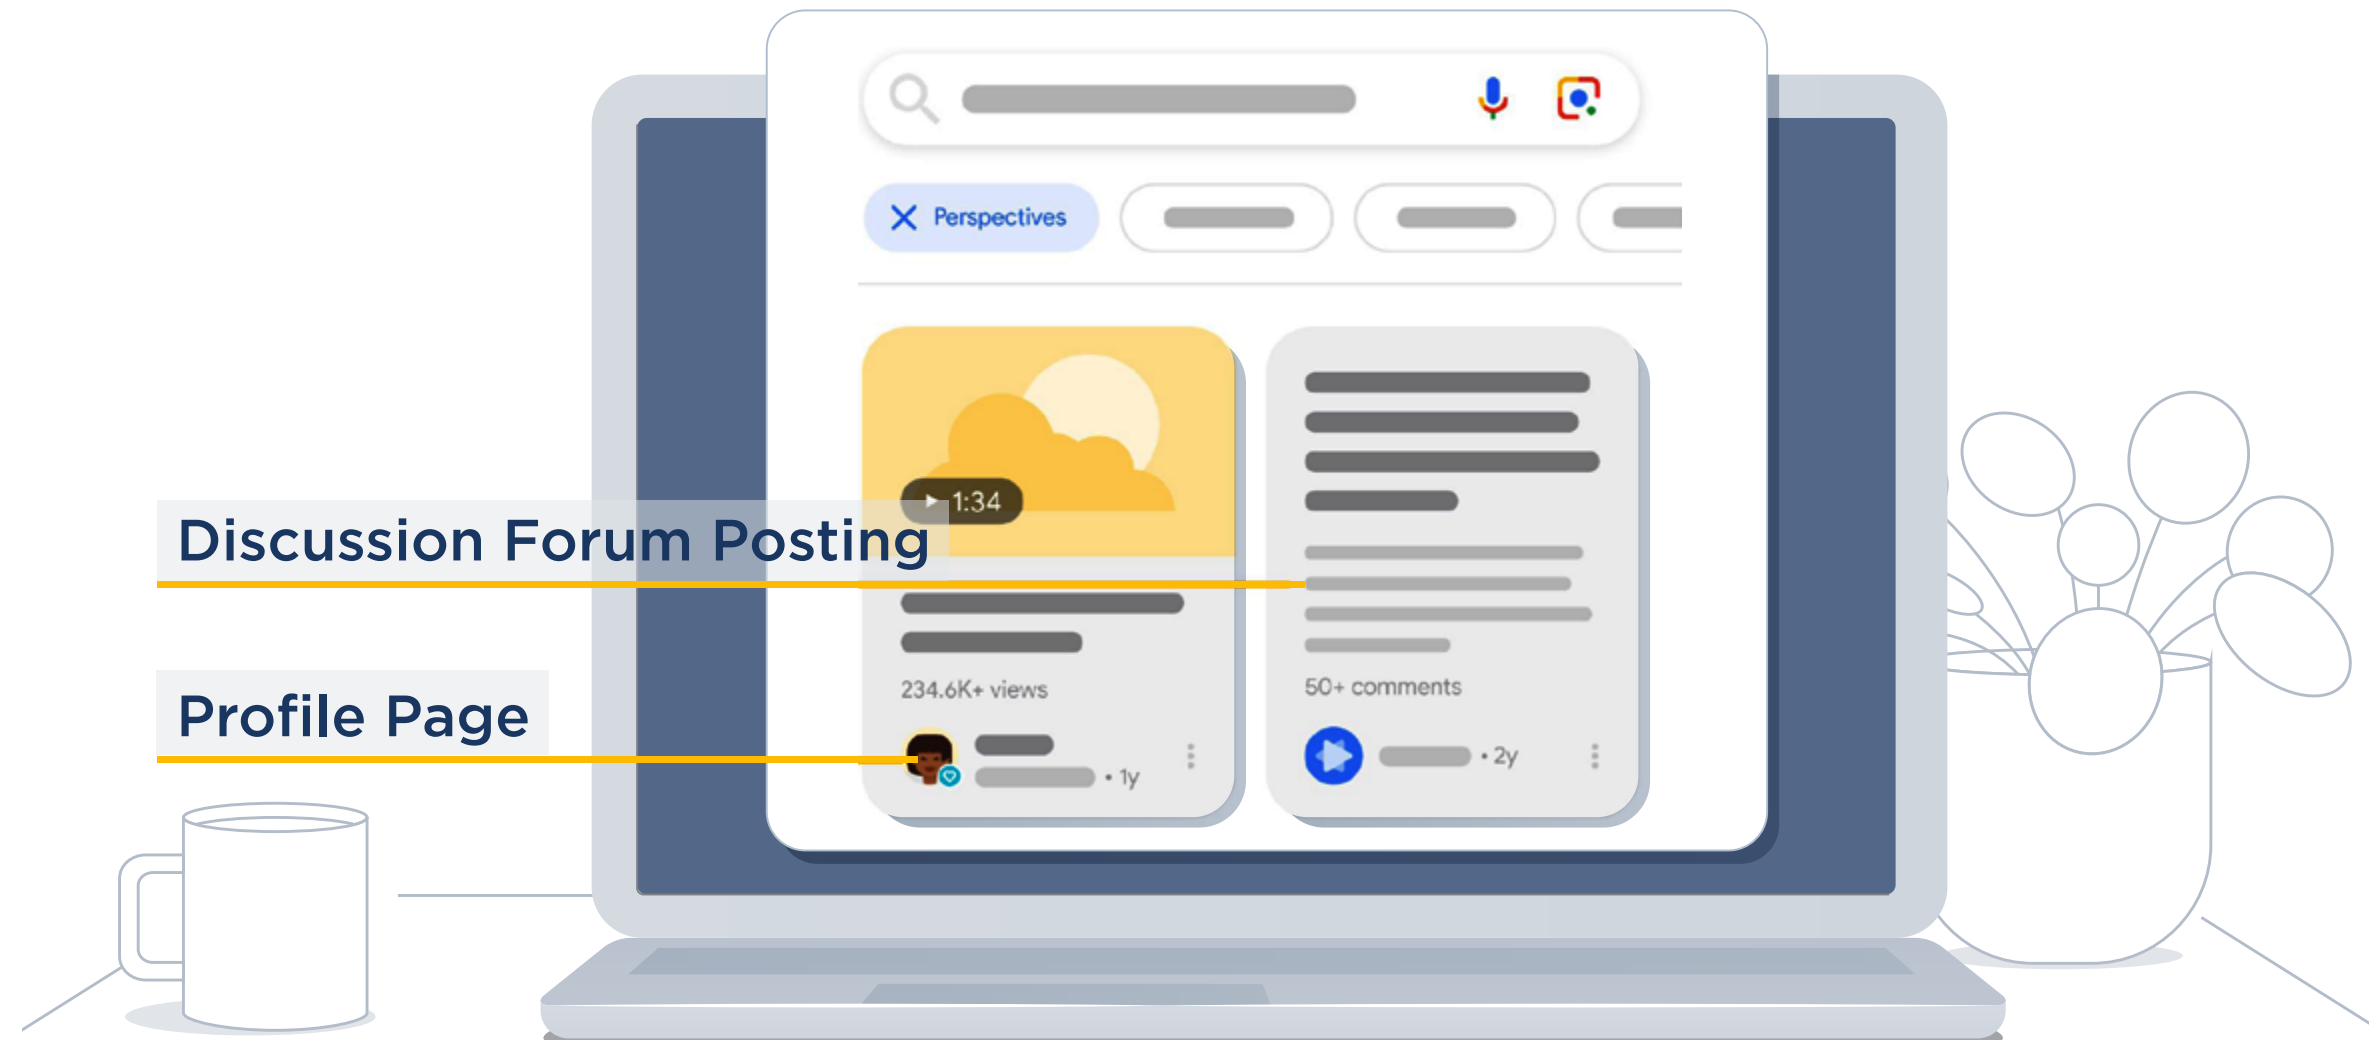 Perspectives
1:34
Discussion Forum Posting
234.6K+ views
50+ comments
Profile Page
• 1y
• 2y